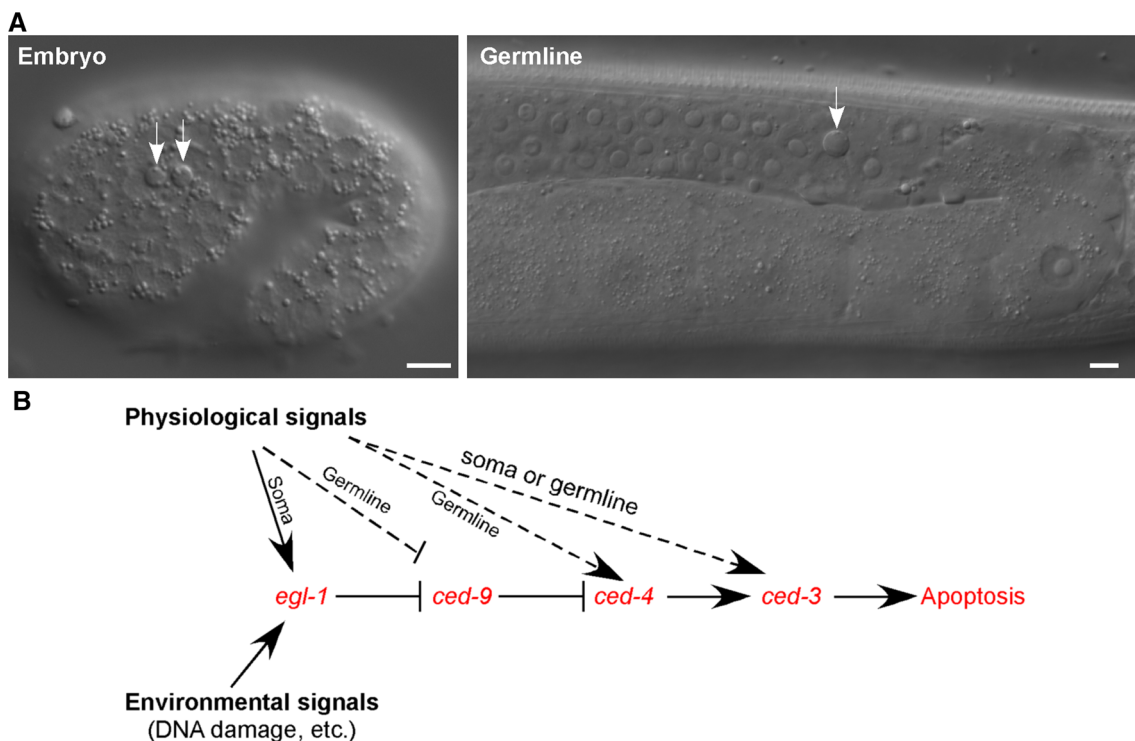 A
Embryo
Germline
B
Physiological signals
Soma
Germline
Germline
soma or germline
egl-1
ced-9
ced-4
ced-3
Apoptosis
Environmental signals
(DNA damage, etc.)